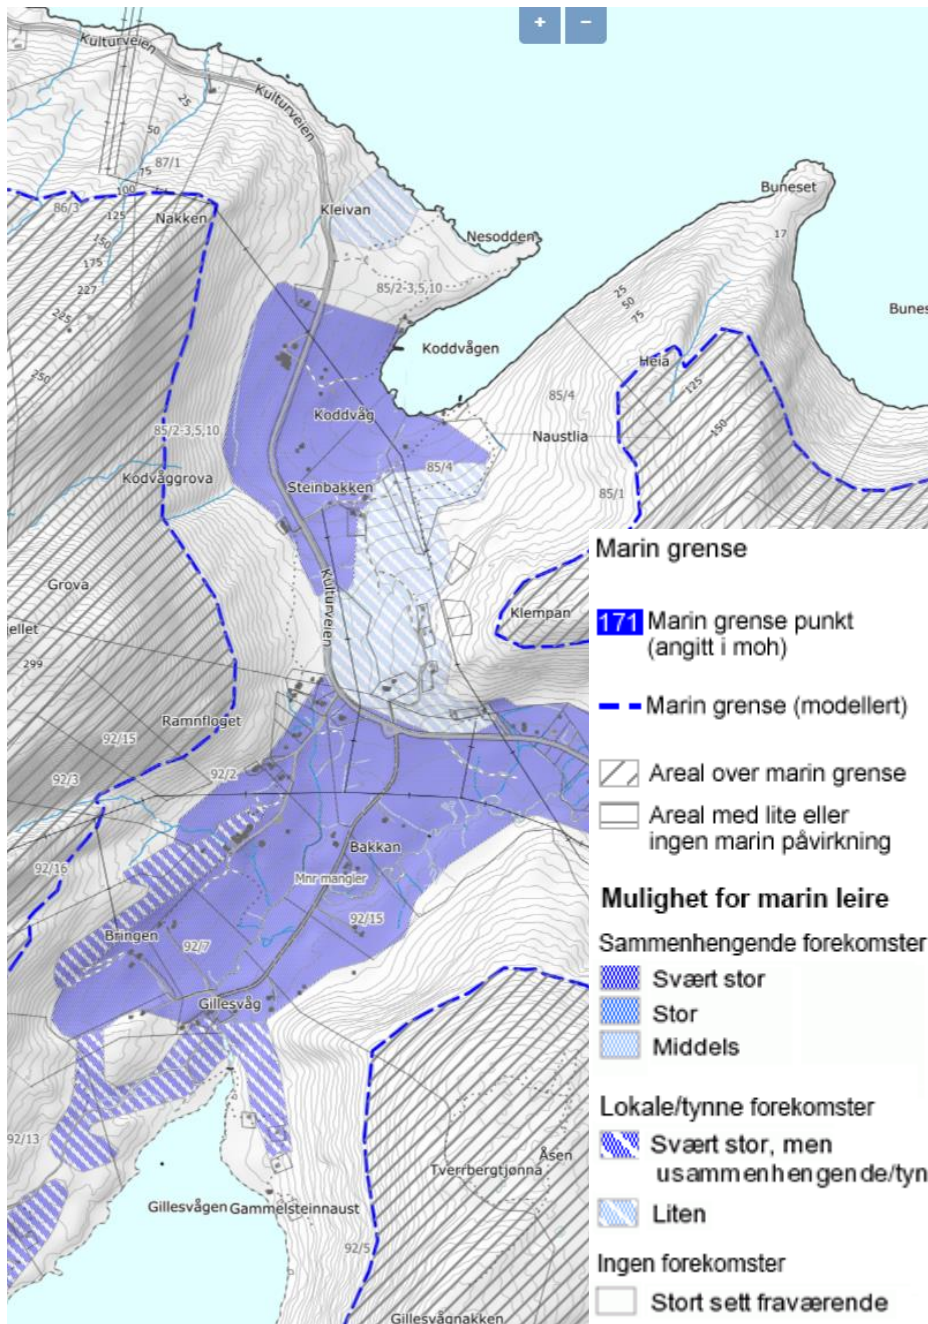 + −
Kulturveien
Kulturveien
25
50
87/1
75
100
86/3
125
Nakken
150
175
227
225
250
Kleivan
Nesodden
Buneset
17
85/2-3,5,10
25
50
75
Bunes
Koddvågen
Heia
125
150
Koddvåg
85/4
85/2-3,5,10
Naustlia
85/4
Kodvåggrova
Steinbakken
85/1
Kulturveien
Grova
Klempan
ellet
299
Ramnfloget
92/15
92/3
92/2
Bakkan
92/16
Mnr mangler
92/15
Bringen
92/7
Gillesvåg
92/13
Åsen
Tverrbergtjønna
Gillesvågen
Gammelsteinnaust
92/5
Gillesvågnakken
Marin grense
171 Marin grense punkt
(angitt i moh)
Marin grense (modellert)
Areal over marin grense
Areal med lite eller
ingen marin påvirkning
Mulighet for marin leire
Sammenhengende forekomster
Svært stor
Stor
Middels
Lokale/tynne forekomster
Svært stor, men
usammenhengende/tyn
Liten
Ingen forekomster
Stort sett fraværende